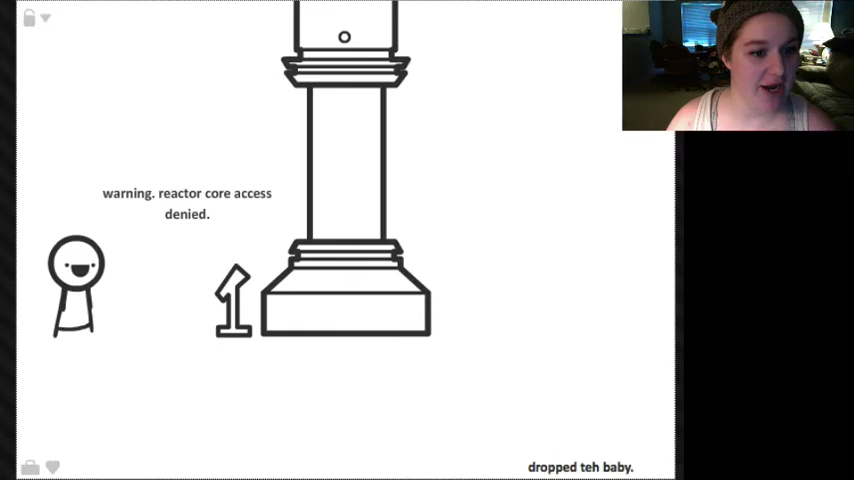 warning. reactor core access
denied.
dropped teh baby.